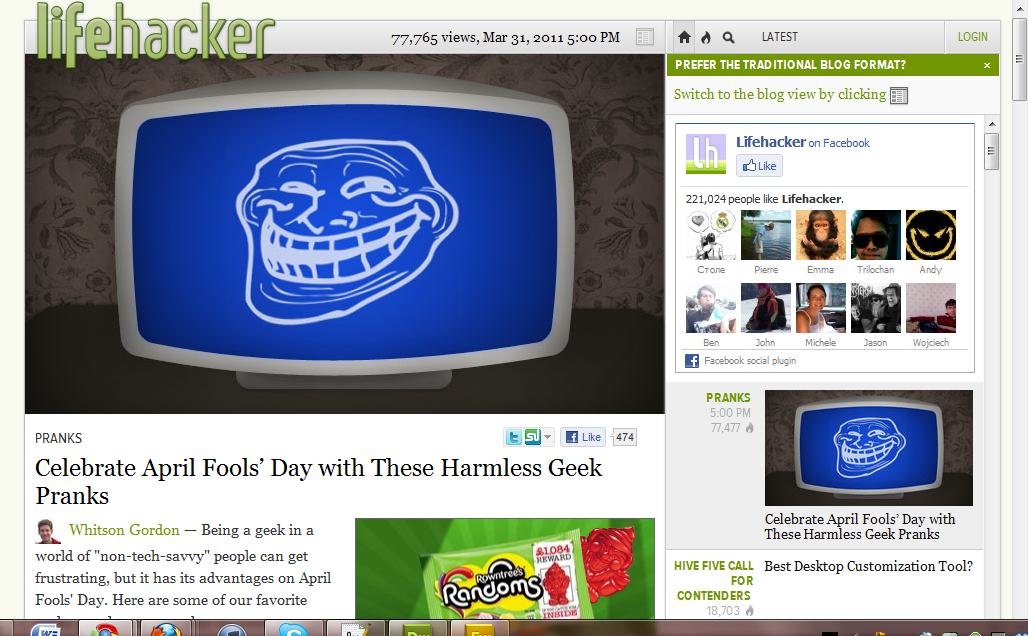 lifehacker
77,765 views, Mar 31, 2011 5:00 PM
LATEST
LOGIN
PREFER THE TRADITIONAL BLOG FORMAT?
×
Switch to the blog view by clicking
lh
Lifehacker on Facebook
Like
221,024 people like Lifehacker.
Столе
Pierre
Emma
Trilochan
Andy
Ben
John
Michele
Jason
Wojciech
Facebook social plugin
PRANKS
5:00 PM
77,477
Celebrate April Fools' Day with
These Harmless Geek Pranks
HIVE FIVE CALL
FOR
CONTENDERS
18,703
Best Desktop Customization Tool?
PRANKS
Like
474
Celebrate April Fools' Day with These Harmless Geek
Pranks
Whitson Gordon — Being a geek in a
world of "non-tech-savvy" people can get
frustrating, but it has its advantages on April
Fools' Day. Here are some of our favorite
£1,084
REWARD
INSIDE
Rowntree's
Randoms